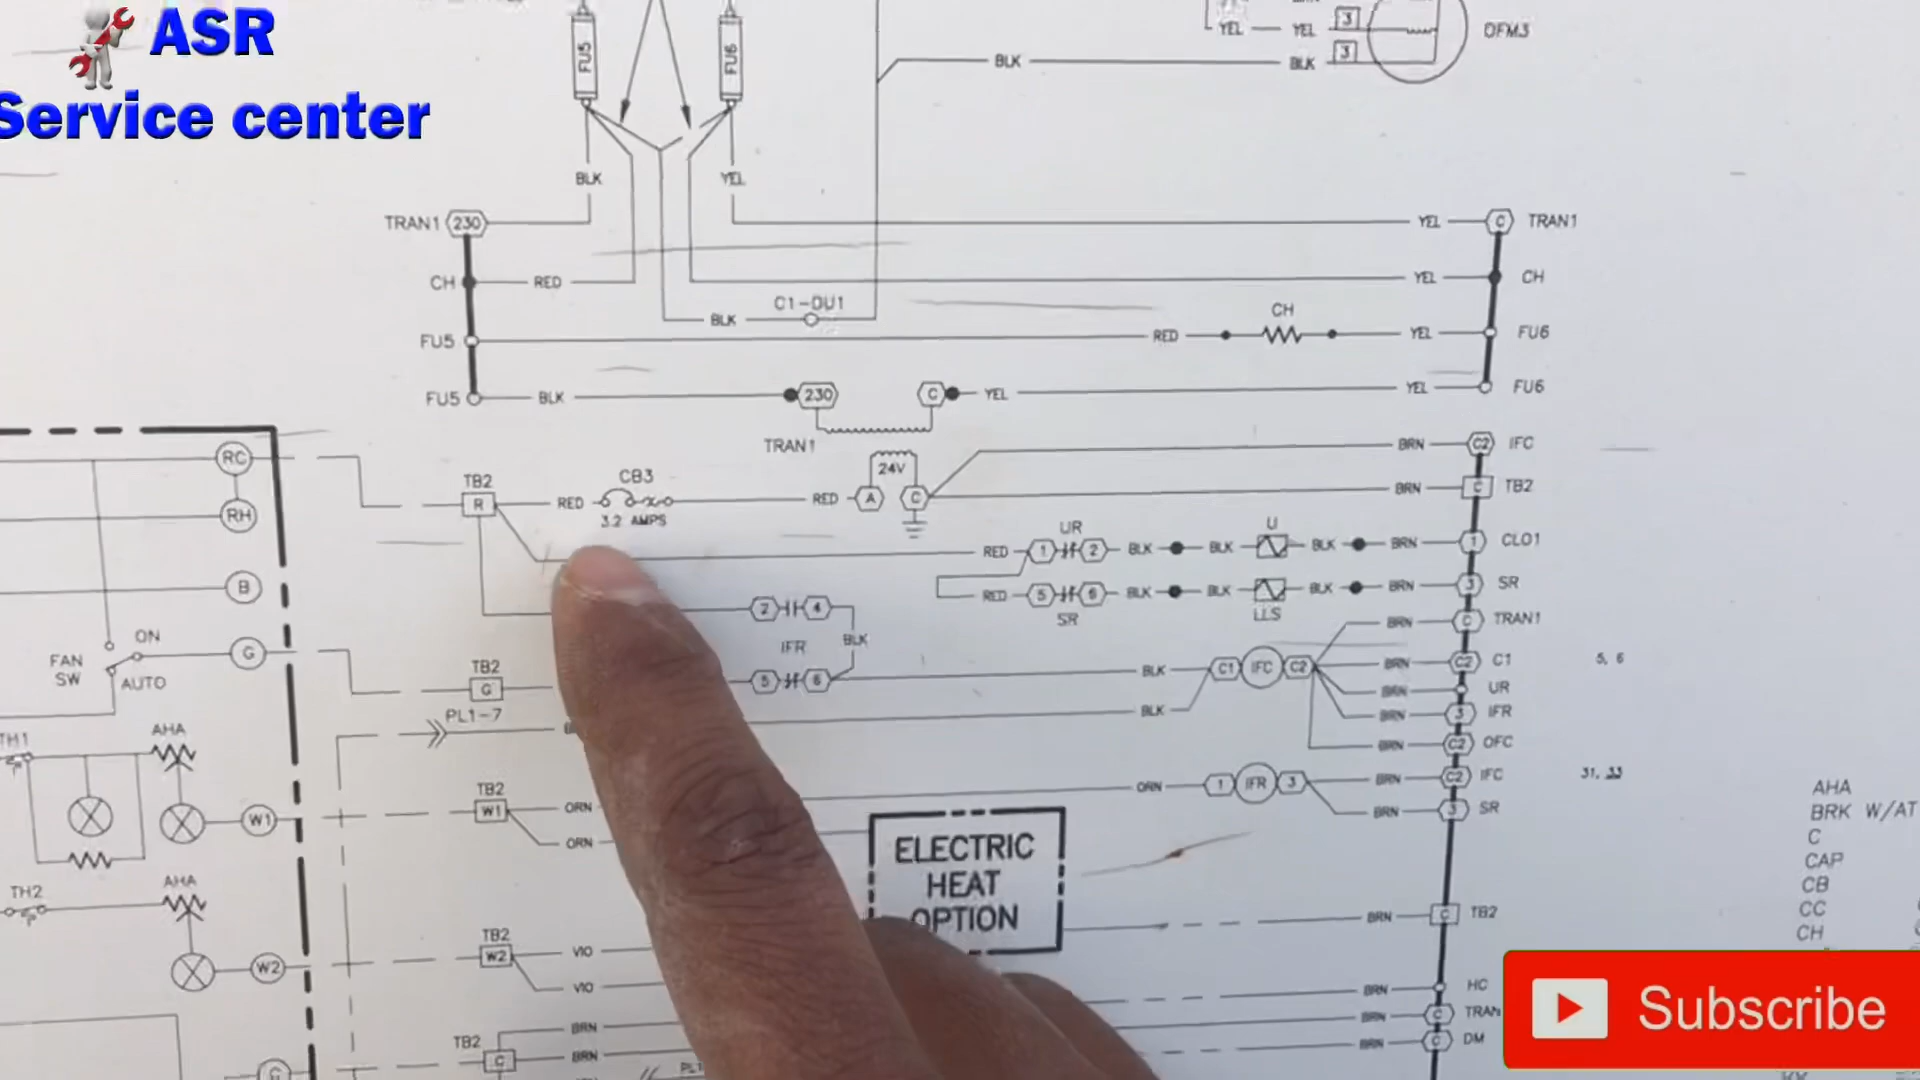 ASR
Service center
FU5
FU6
YEL YEL 3
OFM3
BLK BLK 3
BLK YEL
TRAN1 230 YEL C TRAN1
CH RED YEL C CH
C1-OU1
BLK
CH
FU5 RED YEL FU6
FU5 BLK 230 C YEL YEL FU6
TRAN1
24V
BRN C2 IFC
RC
TB2
CB3
R RED RED A C BRN C TB2
3.2 AMPS
RH
UR U
RED 1 2 BLK BLK BLK BRN 1 CLO1
B
RED 5 6 BLK BLK BLK BRN 3 SR
SR LLS
2 4
BRN C TRAN1
ON
FAN
SW
AUTO
G
IFR
BLK
TB2
G
5 6 BLK C1 IFC C2 BRN C2 C1 5, 6
BRN UR
PL1-7
BLK BRN 3 IFR
BRN C2 OFC
TH1
AHA
ORN 1 IFR 3 BRN C2 IFC 31, 33
TB2
W1 W1 ORN
BRN 3 SR
ORN
AHA
BRK W/AT
C
CAP
CB
CC
CH
ELECTRIC
HEAT
OPTION
TH2
AHA
BRN C TB2
TB2
W2 W2 VIO
VIO
BRN HC
BRN C TRAN
BRN C DM
TB2
C BRN
BRN
G
PL1
Subscribe